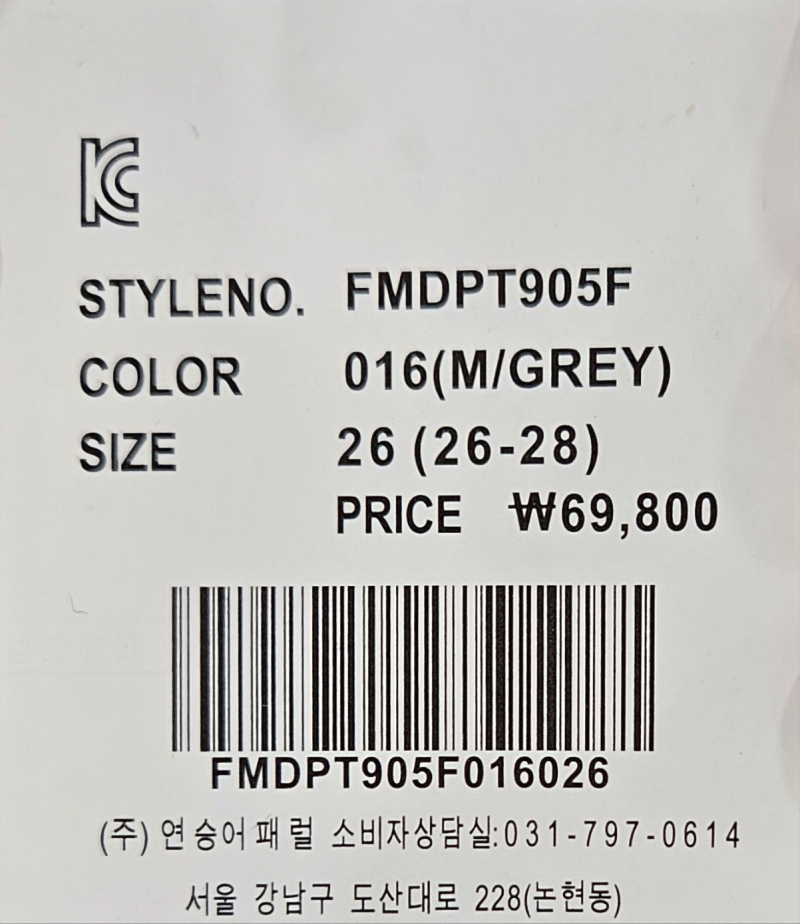 KC
STYLENO. FMDPT905F
COLOR 016(M/GREY)
SIZE 26 (26-28)
PRICE ₩69,800
FMDPT905F016026
(주) 연승어패럴 소비자상담실:031-797-0614
서울 강남구 도산대로 228(논현동)